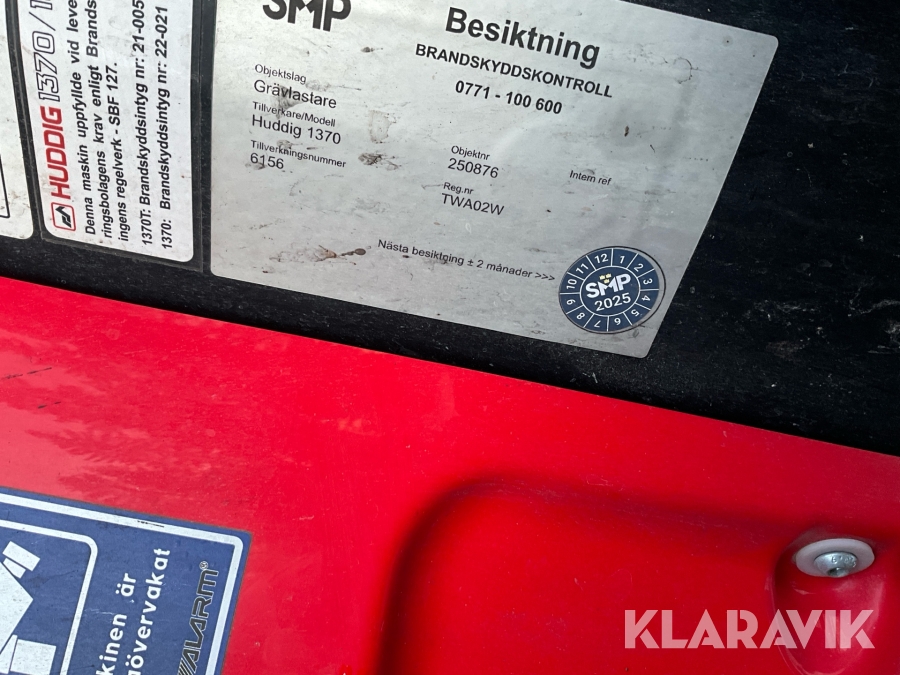 HUDDIG 1370/1
Denna maskin uppfyllde vid leve
ringsbolagens krav enligt Brands
ingens regelverk - SBF 127.
1370T: Brandskyddsintyg nr: 21-005
1370: Brandskyddsintyg nr: 22-021
SMP
Besiktning
BRANDSKYDDSKONTROLL
0771 - 100 600
Objektslag
Grävlastare
Tillverkare/Modell
Huddig 1370
Tillverkningsnummer
6156
Objektnr
250876
Intern ref
Reg.nr
TWA02W
Nästa besiktning ± 2 månader >>>
12 1 2 3 4 5 6 7 8 9 10 11
SMP
2025
kinen är
döövervakat
ALARM
KLARAVIK